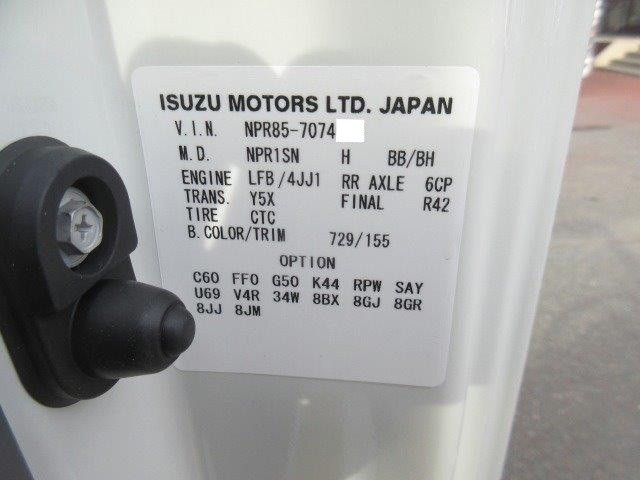 ISUZU MOTORS LTD. JAPAN
V.I.N. NPR85-7074
M.D. NPR1SN H BB/BH
ENGINE LFB/4JJ1 RR AXLE 6CP
TRANS. Y5X FINAL R42
TIRE CTC
B.COLOR/TRIM 729/155
OPTION
C60 FF0 G50 K44 RPW SAY
U69 V4R 34W 8BX 8GJ 8GR
8JJ 8JM